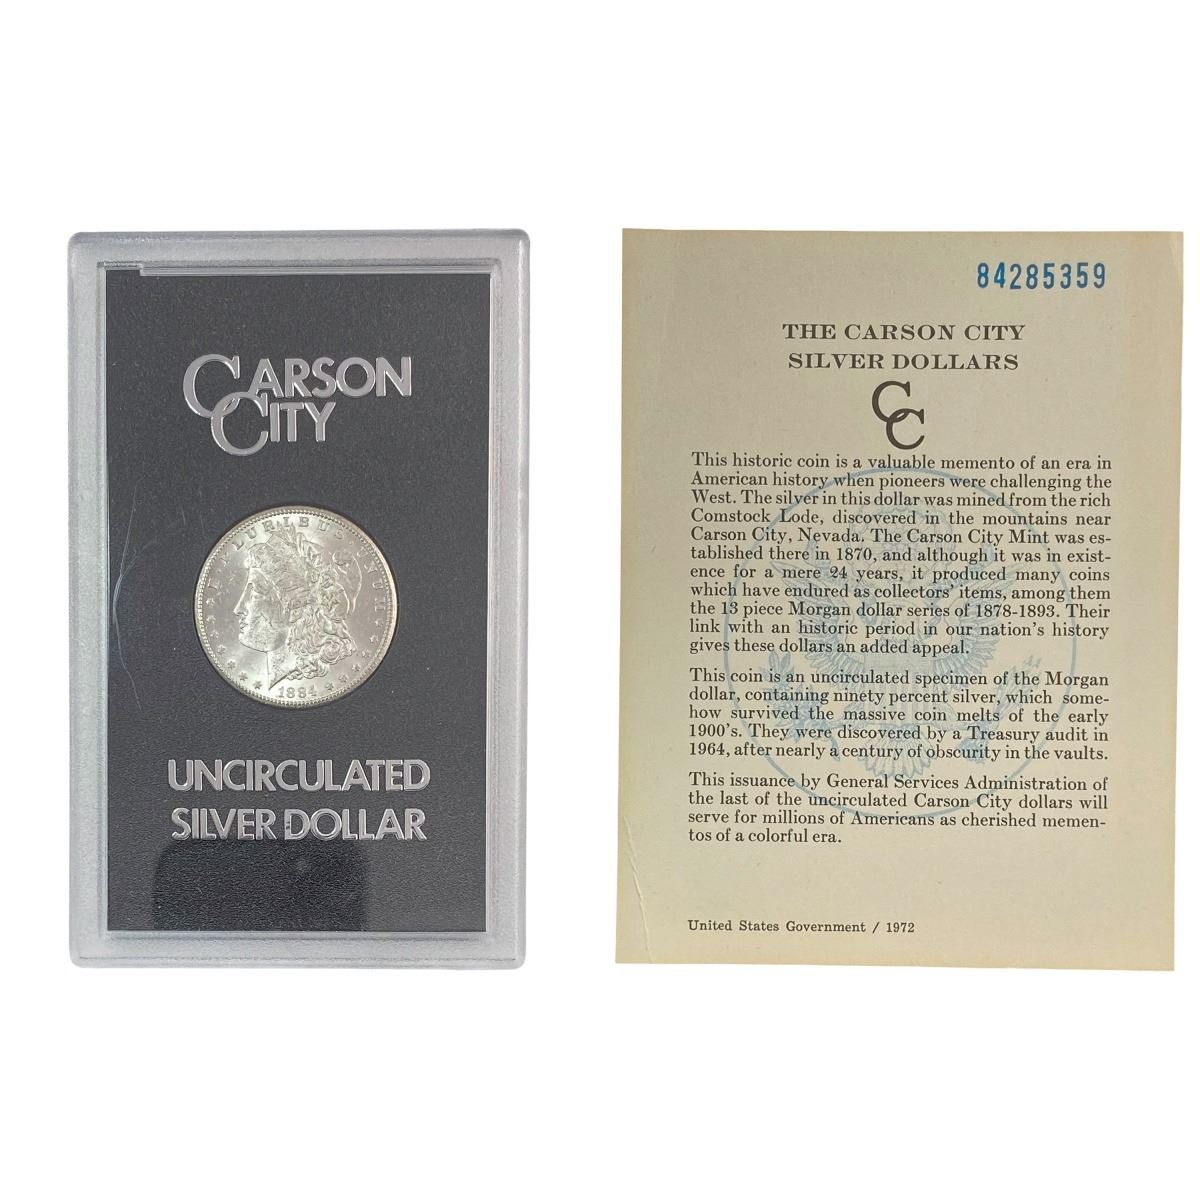 CARSON
CITY
E PLURIBUS UNUM
1884
UNCIRCULATED
SILVER DOLLAR
84285359
THE CARSON CITY
SILVER DOLLARS
CC
This historic coin is a valuable memento of an era in
American history when pioneers were challenging the
West. The silver in this dollar was mined from the rich
Comstock Lode, discovered in the mountains near
Carson City, Nevada. The Carson City Mint was es-
tablished there in 1870, and although it was in exist-
ence for a mere 24 years, it produced many coins
which have endured as collectors' items, among them
the 13 piece Morgan dollar series of 1878-1893. Their
link with an historic period in our nation's history
gives these dollars an added appeal.
This coin is an uncirculated specimen of the Morgan
dollar, containing ninety percent silver, which some-
how survived the massive coin melts of the early
1900's. They were discovered by a Treasury audit in
1964, after nearly a century of obscurity in the vaults.
This issuance by General Services Administration of
the last of the uncirculated Carson City dollars will
serve for millions of Americans as cherished memen-
tos of a colorful era.
United States Government / 1972